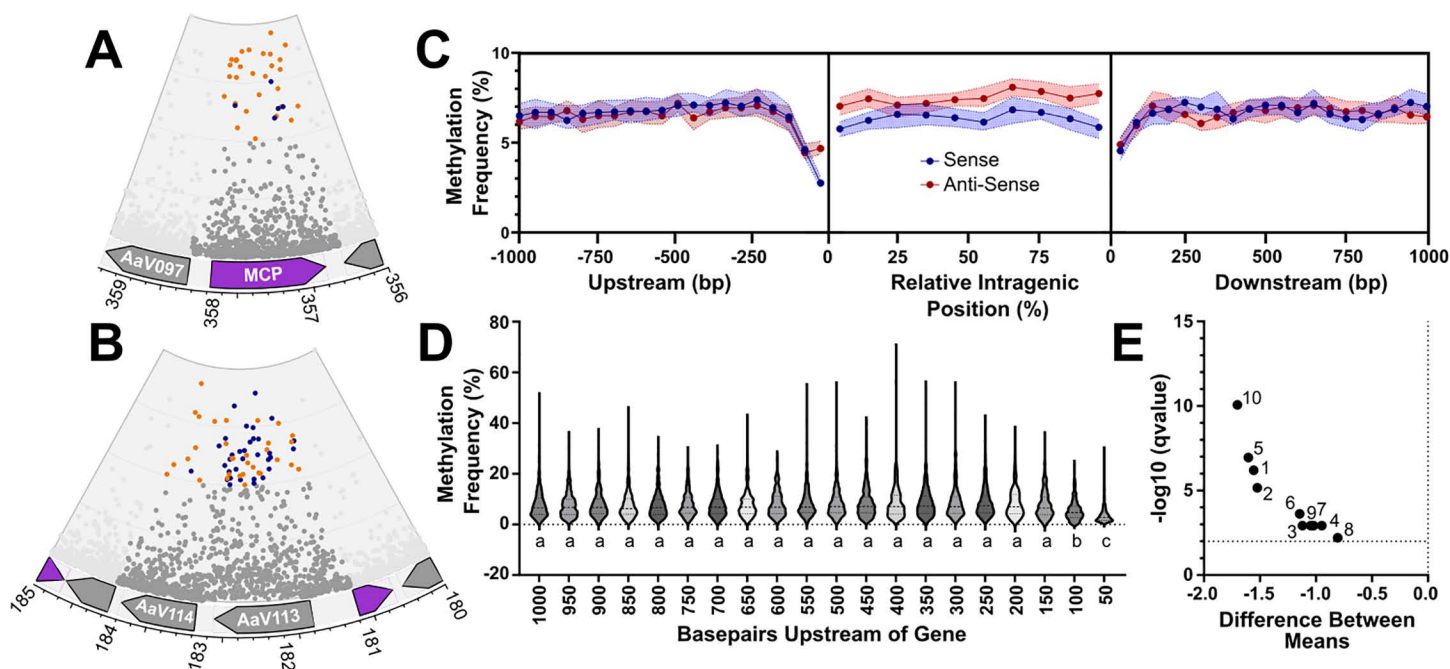 A
AaV097
MCP
359
358
357
356
B
AaV114
AaV113
185
184
183
182
181
180
C
Methylation
Frequency (%)
10
5
0
Sense
Anti-Sense
-1000 -750 -500 -250 0
25 50 75
0 250 500 750 1000
Upstream (bp)
Relative Intragenic
Position (%)
Downstream (bp)
D
Methylation
Frequency (%)
80
60
40
20
0
-20
a a a a a a a a a a a a a a a a a a b c
1000 950 900 850 800 750 700 650 600 550 500 450 400 350 300 250 200 150 100 50
Basepairs Upstream of Gene
E
-log10 (qvalue)
15
10
5
0
10
5
1
2
6
3
9
7
4
8
-2.0 -1.5 -1.0 -0.5 0.0
Difference Between
Means